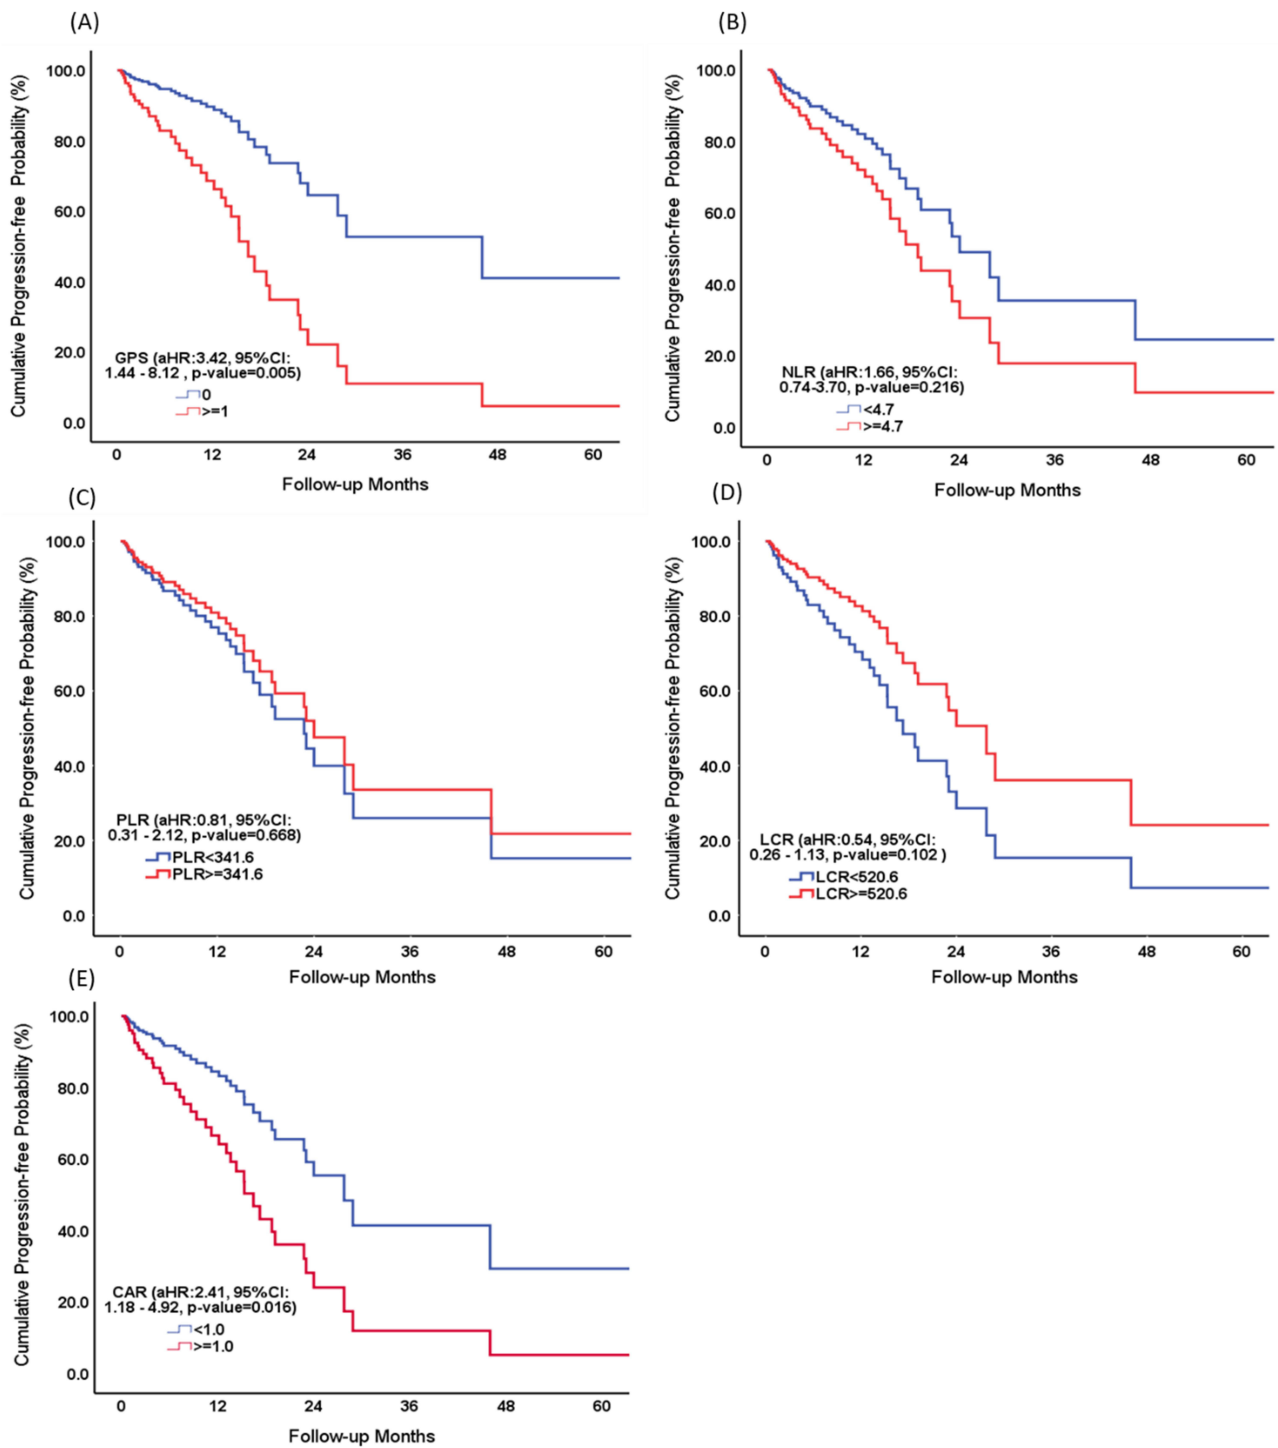 (A)
Cumulative Progression-free Probability (%)
100.0
80.0
60.0
40.0
20.0
0.0
GPS (aHR:3.42, 95%CI:
1.44 - 8.12 , p-value=0.005)
0
>=1
0 12 24 36 48 60
Follow-up Months
(B)
Cumulative Progression-free Probability (%)
100.0
80.0
60.0
40.0
20.0
0.0
NLR (aHR:1.66, 95%CI:
0.74-3.70, p-value=0.216)
<4.7
>=4.7
0 12 24 36 48 60
Follow-up Months
(C)
Cumulative Progression-free Probability (%)
100.0
80.0
60.0
40.0
20.0
0.0
PLR (aHR:0.81, 95%CI:
0.31 - 2.12, p-value=0.668)
PLR<341.6
PLR>=341.6
0 12 24 36 48 60
Follow-up Months
(D)
Cumulative Progression-free Probability (%)
100.0
80.0
60.0
40.0
20.0
0.0
LCR (aHR:0.54, 95%CI:
0.26 - 1.13, p-value=0.102 )
LCR<520.6
LCR>=520.6
0 12 24 36 48 60
Follow-up Months
(E)
Cumulative Progression-free Probability (%)
100.0
80.0
60.0
40.0
20.0
0.0
CAR (aHR:2.41, 95%CI:
1.18 - 4.92, p-value=0.016)
<1.0
>=1.0
0 12 24 36 48 60
Follow-up Months